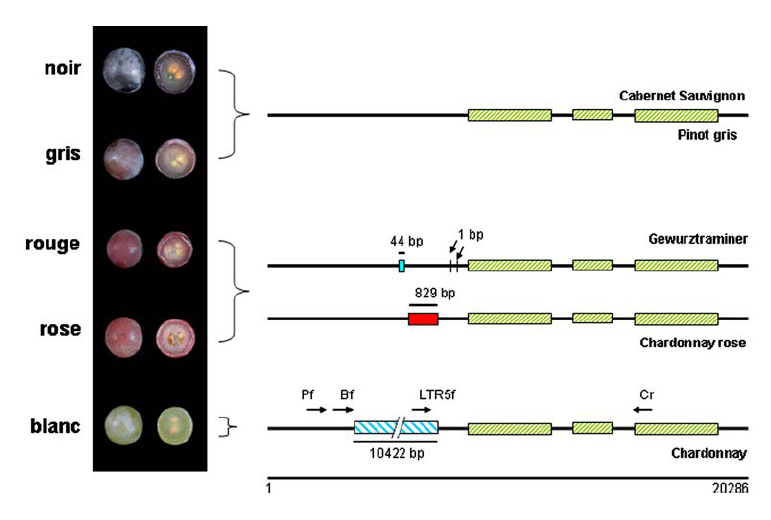 noir
gris
rouge
rose
blanc
Cabernet Sauvignon
Pinot gris
44 bp
1 bp
Gewurztraminer
829 bp
Chardonnay rose
Pf
Bf
LTR5f
Cr
10422 bp
Chardonnay
1
20286